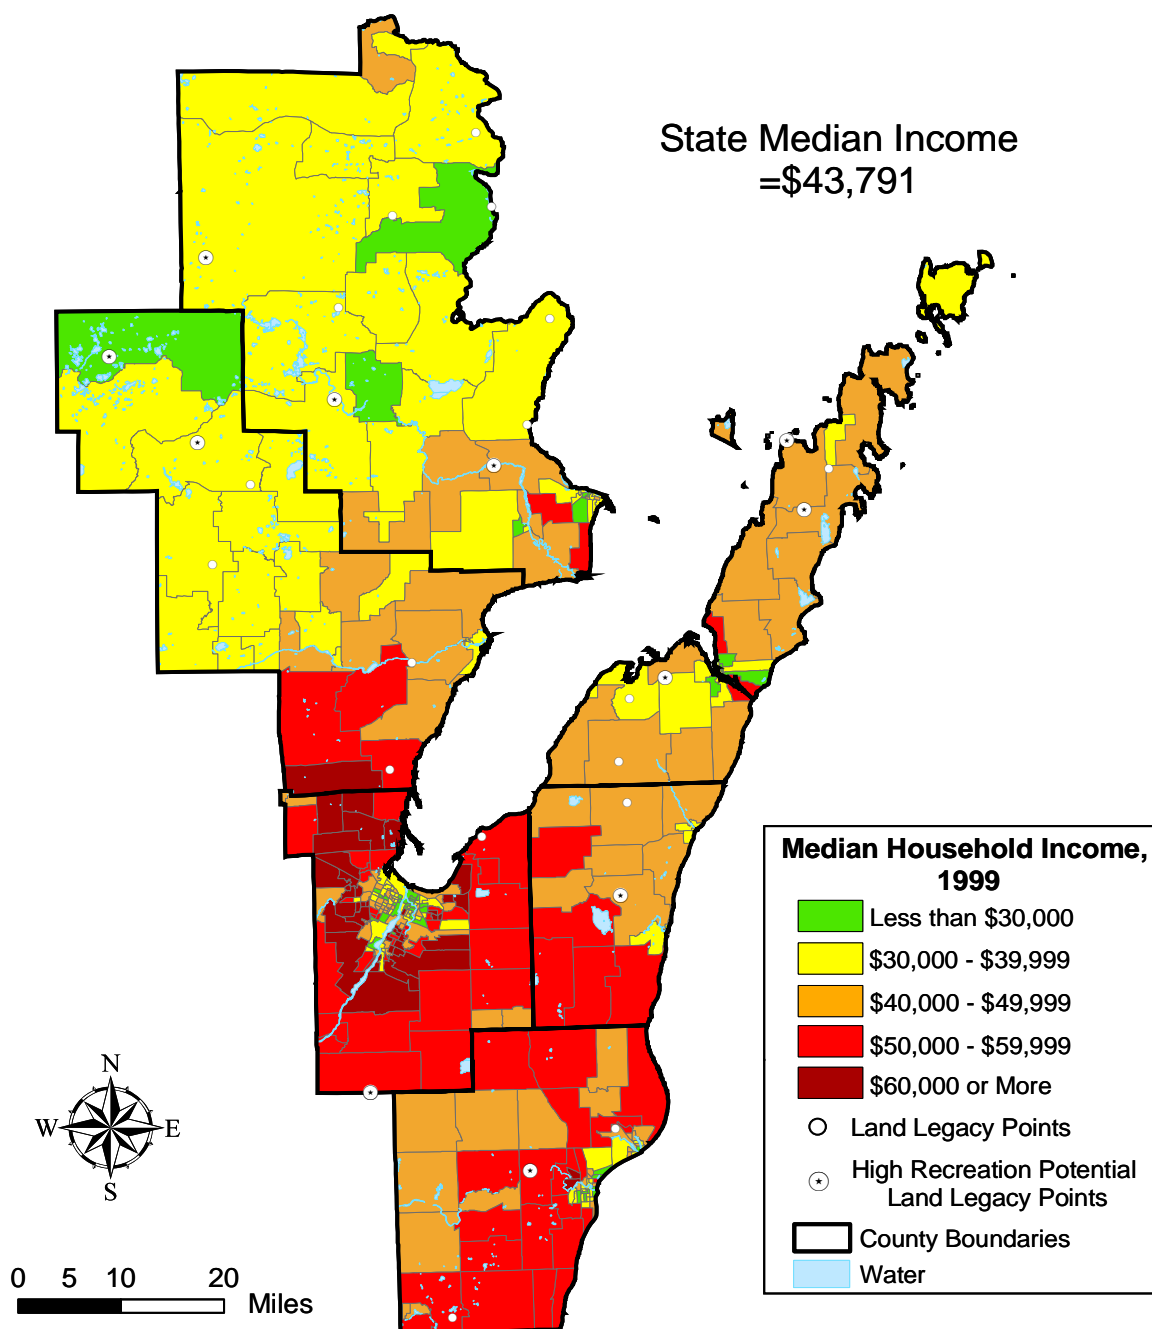 State Median Income
=$43,791
Median Household Income,
1999
Less than $30,000
$30,000 - $39,999
$40,000 - $49,999
$50,000 - $59,999
$60,000 or More
Land Legacy Points
High Recreation Potential
Land Legacy Points
County Boundaries
Water
N
W E
S
0 5 10 20
Miles